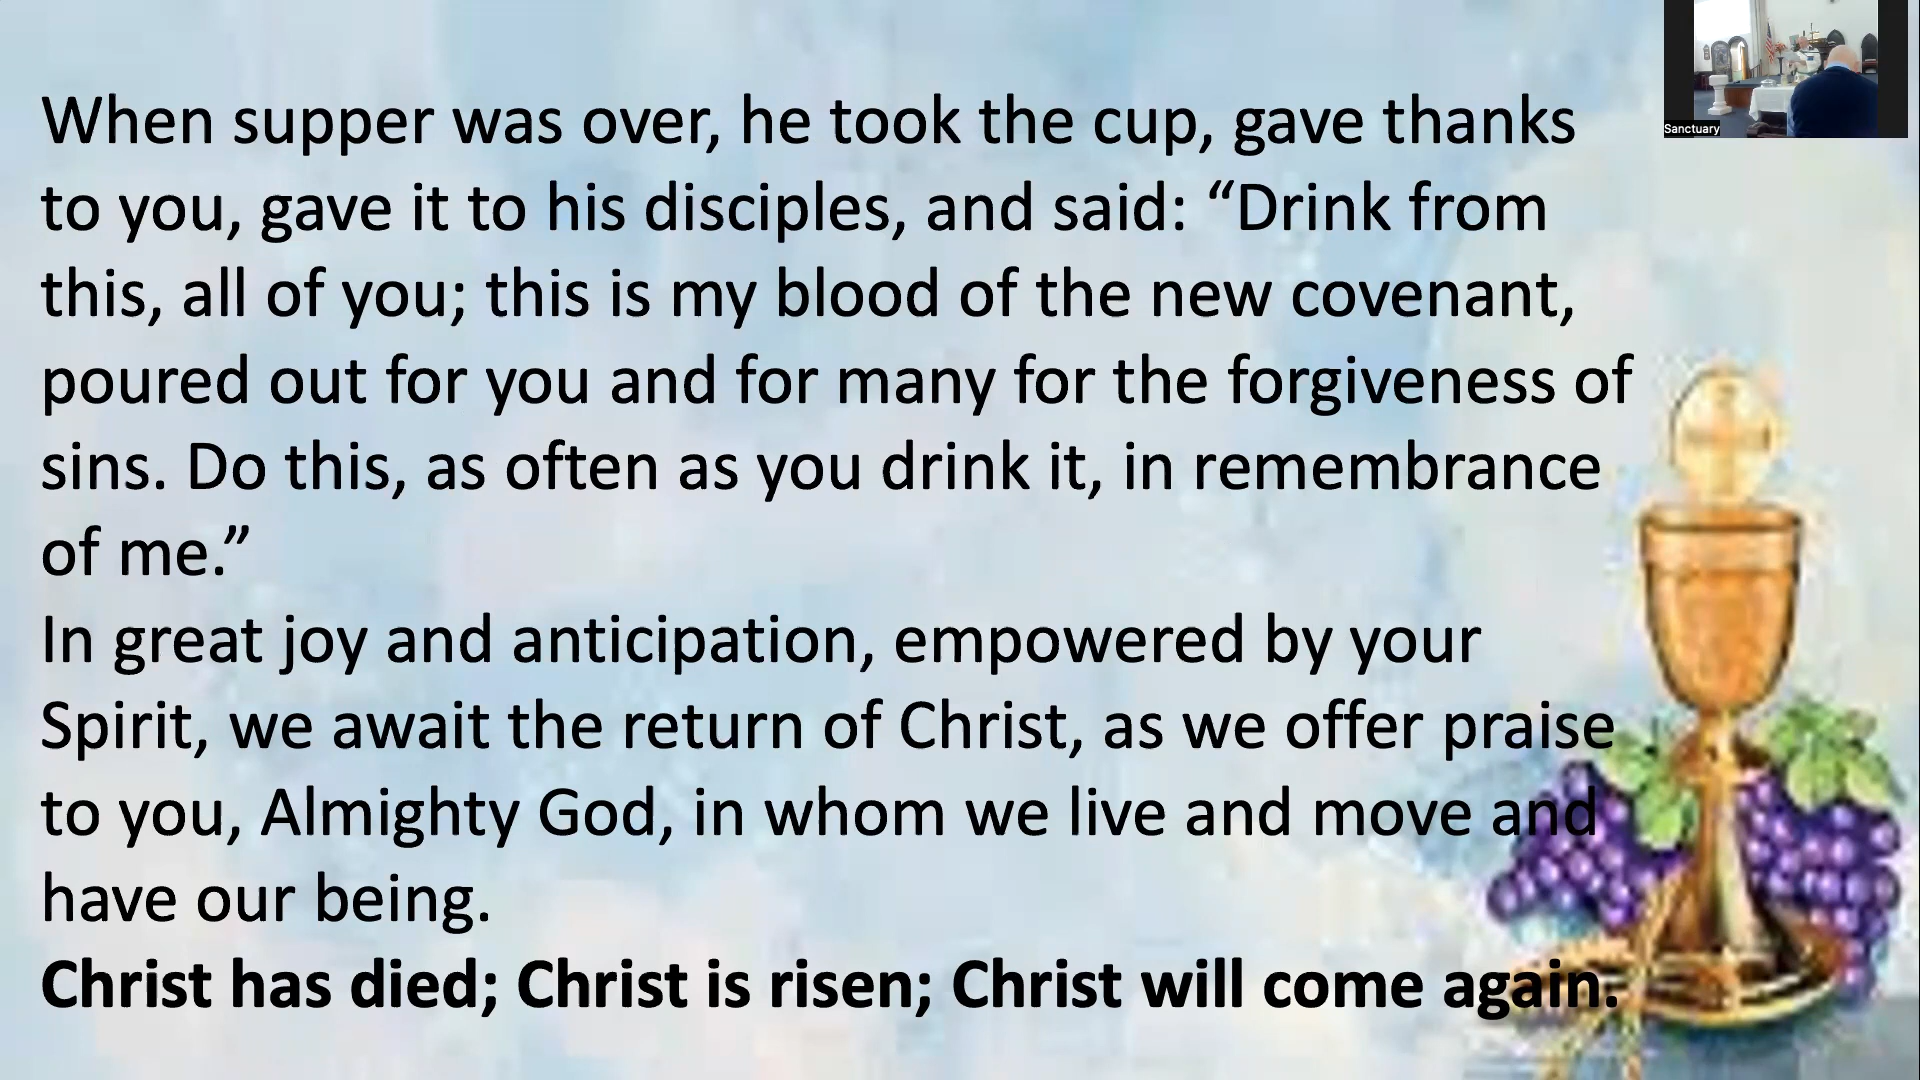 Sanctuary
When supper was over, he took the cup, gave thanks
to you, gave it to his disciples, and said: “Drink from
this, all of you; this is my blood of the new covenant,
poured out for you and for many for the forgiveness of
sins. Do this, as often as you drink it, in remembrance
of me.”
In great joy and anticipation, empowered by your
Spirit, we await the return of Christ, as we offer praise
to you, Almighty God, in whom we live and move and
have our being.
Christ has died; Christ is risen; Christ will come again.